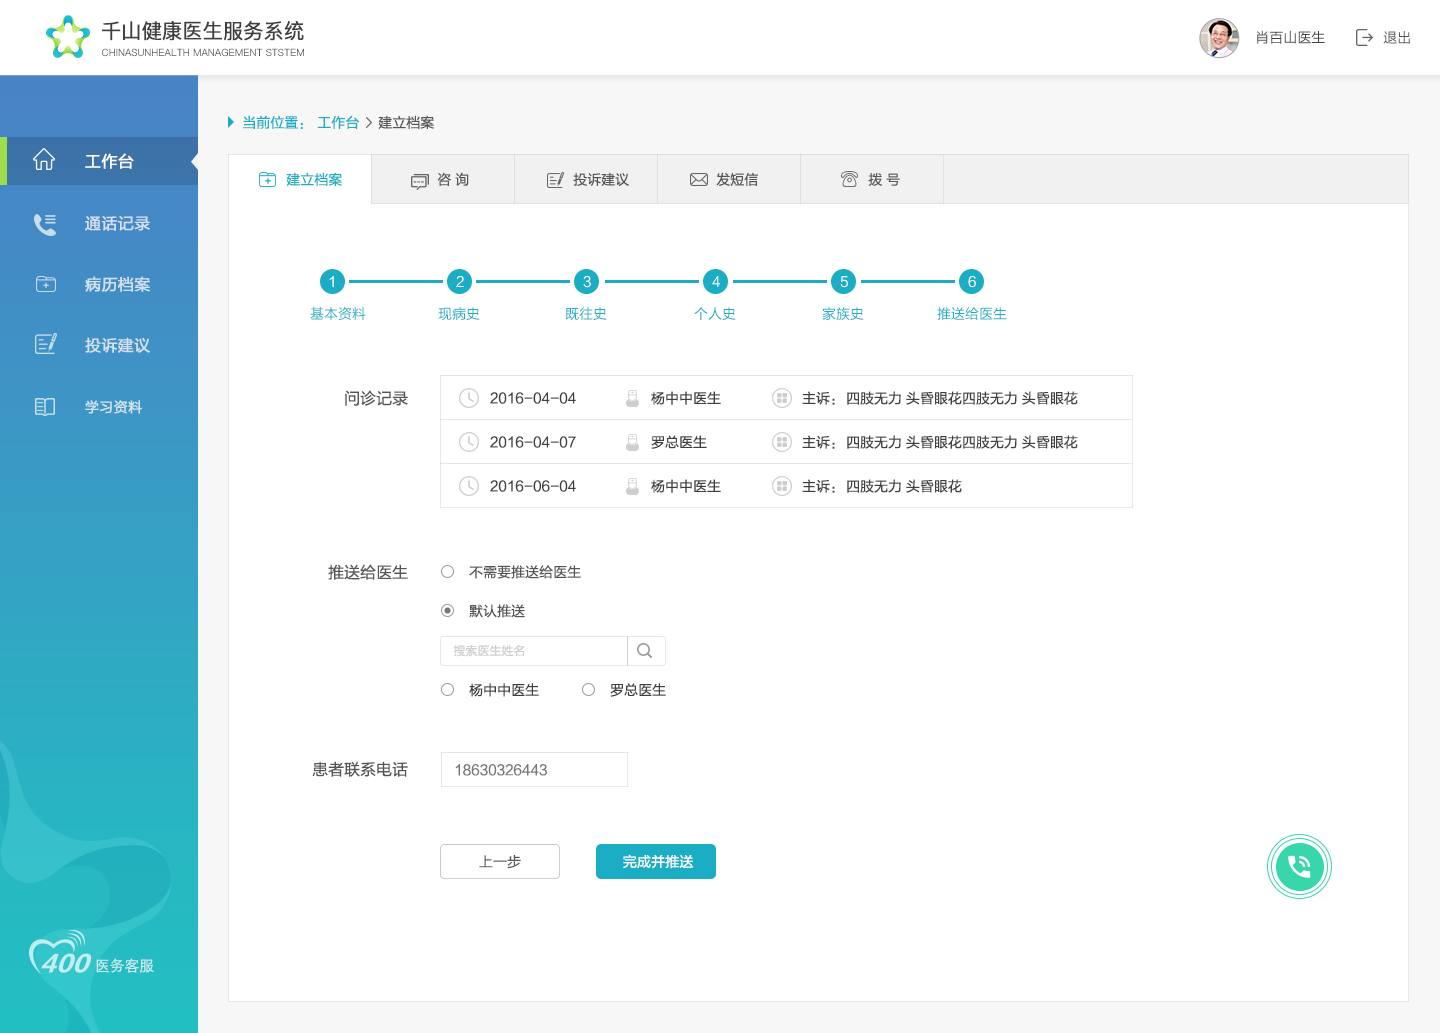 千山健康医生服务系统
CHINASUNHEALTH MANAGEMENT STSTEM
肖百山医生
退出
工作台
通话记录
病历档案
投诉建议
学习资料
400 医务客服
当前位置： 工作台 > 建立档案
建立档案
咨 询
投诉建议
发短信
拨 号
1 2 3 4 5 6
基本资料 现病史 既往史 个人史 家族史 推送给医生
问诊记录
2016-04-04 杨中中医生 主诉：四肢无力 头昏眼花四肢无力 头昏眼花
2016-04-07 罗总医生 主诉：四肢无力 头昏眼花四肢无力 头昏眼花
2016-06-04 杨中中医生 主诉：四肢无力 头昏眼花
推送给医生
不需要推送给医生
默认推送
搜索医生姓名
杨中中医生 罗总医生
患者联系电话
18630326443
上一步
完成并推送